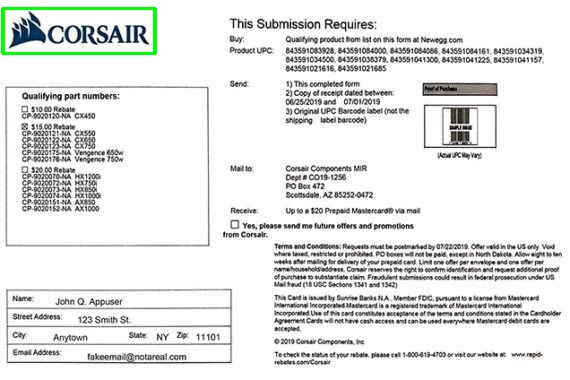 CORSAIR
This Submission Requires:
Buy: Qualifying product from list on this form at Newegg.com
Product UPC: 843591083928, 843591084000, 843591084086, 843591084161, 843591034319,
843591034500, 843591038379, 843591041300, 843591041225, 843591041157,
843591021616, 843591021685
Send: 1) This completed form
2) Copy of receipt dated between:
06/25/2019 and 07/01/2019
3) Original UPC Barcode label (not the
shipping label barcode)
Proof of Purchase
SAMPLE IMAGE
(Actual UPC May Vary)
Qualifying part numbers:
$10.00 Rebate
CP-9020120-NA CX450
$15.00 Rebate
CP-9020121-NA CX550
CP-9020122-NA CX650
CP-9020123-NA CX750
CP-9020175-NA Vengence 650w
CP-9020176-NA Vengence 750w
$20.00 Rebate
CP-9020070-NA HX1200i
CP-9020072-NA HX750i
CP-9020073-NA HX850i
CP-9020074-NA HX1000i
CP-9020151-NA AX850
CP-9020152-NA AX1000
Mail to: Corsair Components MIR
Dept # CO19-1256
PO Box 472
Scottsdale, AZ 85252-0472
Receive: Up to a $20 Prepaid Mastercard® via mail
Yes, please send me future offers and promotions
from Corsair.
Terms and Conditions: Requests must be postmarked by 07/22/2019. Offer valid in the US only. Void
where taxed, restricted or prohibited. PO boxes will not be paid, except in North Dakota. Allow eight to ten
weeks after mailing for delivery of your prepaid card. Limit one offer per envelope and one offer per
name/household/address. Corsair reserves the right to confirm identification and request additional proof
of purchase to substantiate claim. Fraudulent submissions could result in federal prosecution under US
Mail fraud (18 USC Sections 1341 and 1342)
This Card is issued by Sunrise Banks N.A., Member FDIC, pursuant to a license from Mastercard
International Incorporated. Mastercard is a registered trademark of Mastercard International
Incorporated.Use of this card constitutes acceptance of the terms and conditions stated in the Cardholder
Agreement.Cards will not have cash access and can be used everywhere Mastercard debit cards are
accepted.
© 2019 Corsair Components, Inc
To check the status of your rebate, please call 1-800-619-4703 or visit our website at: www.rapid-
rebates.com/Corsair
Name: John Q. Appuser
Street Address: 123 Smith St.
City: Anytown State: NY Zip: 11101
Email Address: fakeemail@notareal.com